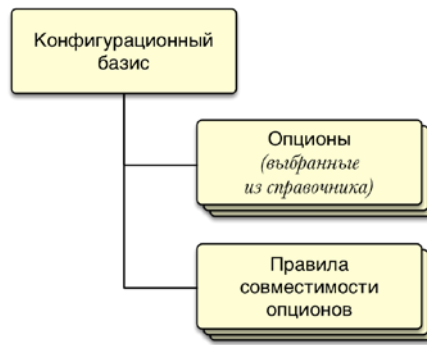 Конфигурационный
базис
Опционы
(выбранные
из справочника)
Правила
совместимости
опционов